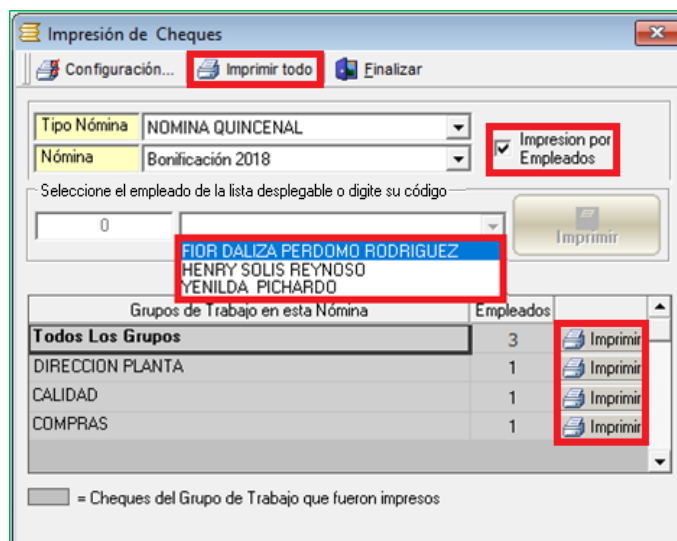 Impresión de Cheques
Configuración... Imprimir todo Finalizar
Tipo Nómina NOMINA QUINCENAL
Nómina Bonificación 2018
Impresion por
Empleados
Seleccione el empleado de la lista desplegable o digite su código
0
Imprimir
FIOR DALIZA PERDOMO RODRIGUEZ
HENRY SOLIS REYNOSO
YENILDA PICHARDO
Grupos de Trabajo en esta Nómina Empleados
Todos Los Grupos 3 Imprimir
DIRECCION PLANTA 1 Imprimir
CALIDAD 1 Imprimir
COMPRAS 1 Imprimir
= Cheques del Grupo de Trabajo que fueron impresos